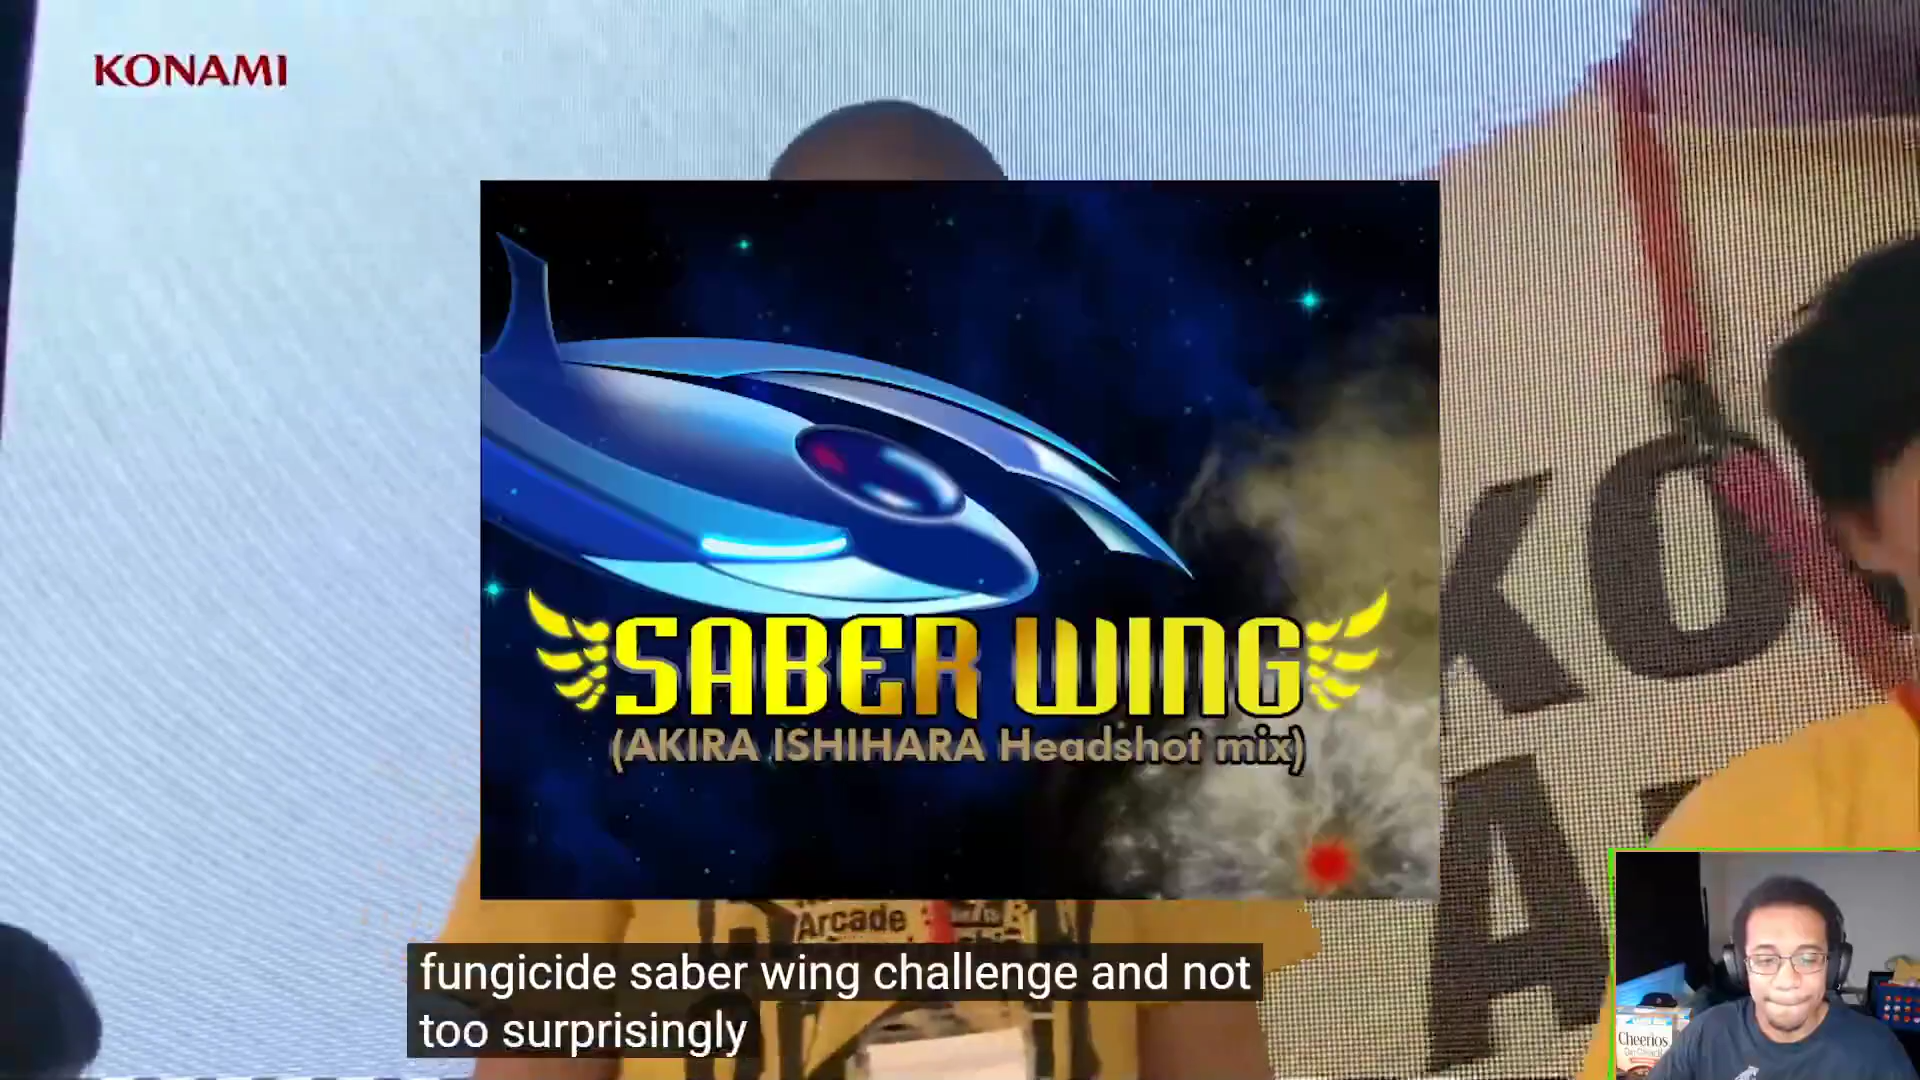 KONAMI
KO
SABER WING
(AKIRA ISHIHARA Headshot mix)
A
Arcade
fungicide saber wing challenge and not
too surprisingly
Cheerios